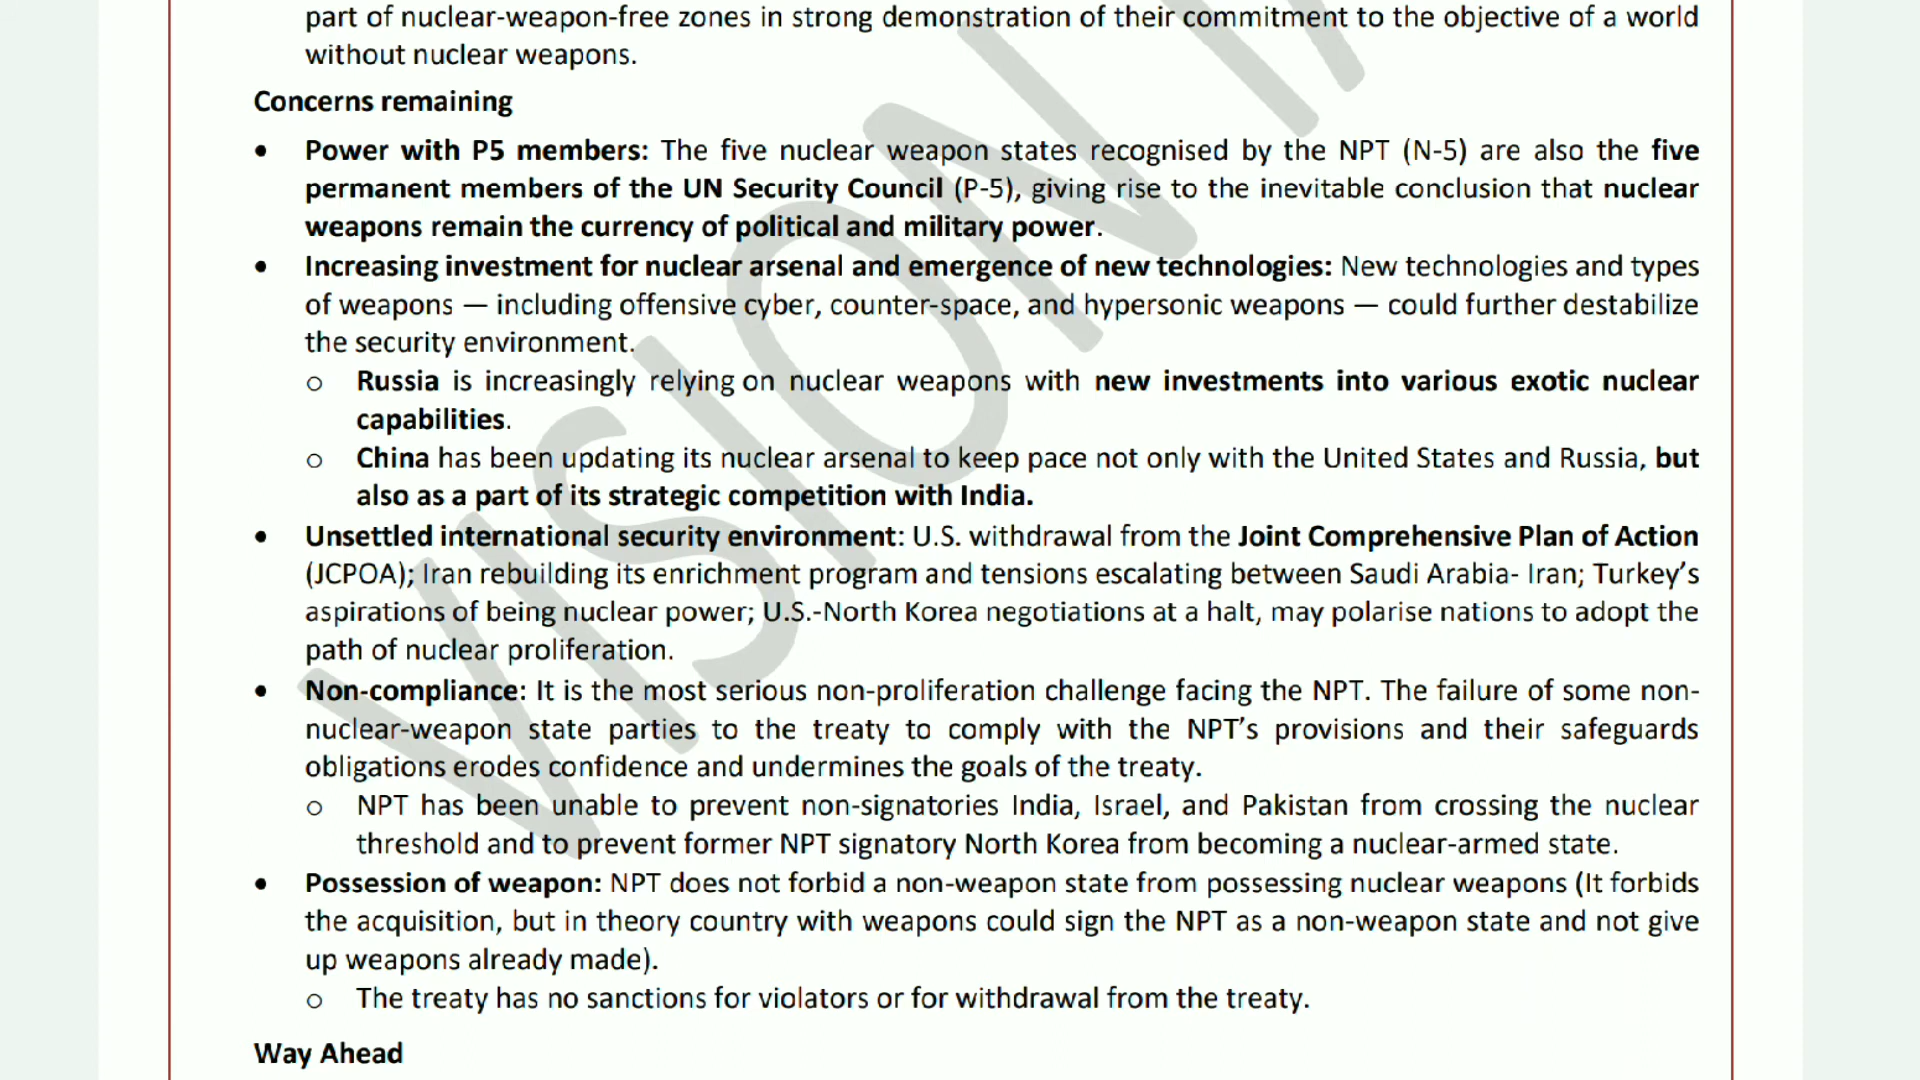 part of nuclear-weapon-free zones in strong demonstration of their commitment to the objective of a world
without nuclear weapons.
Concerns remaining
• Power with P5 members: The five nuclear weapon states recognised by the NPT (N-5) are also the five
permanent members of the UN Security Council (P-5), giving rise to the inevitable conclusion that nuclear
weapons remain the currency of political and military power.
• Increasing investment for nuclear arsenal and emergence of new technologies: New technologies and types
of weapons — including offensive cyber, counter-space, and hypersonic weapons — could further destabilize
the security environment.
o Russia is increasingly relying on nuclear weapons with new investments into various exotic nuclear
capabilities.
o China has been updating its nuclear arsenal to keep pace not only with the United States and Russia, but
also as a part of its strategic competition with India.
• Unsettled international security environment: U.S. withdrawal from the Joint Comprehensive Plan of Action
(JCPOA); Iran rebuilding its enrichment program and tensions escalating between Saudi Arabia- Iran; Turkey's
aspirations of being nuclear power; U.S.-North Korea negotiations at a halt, may polarise nations to adopt the
path of nuclear proliferation.
• Non-compliance: It is the most serious non-proliferation challenge facing the NPT. The failure of some non-
nuclear-weapon state parties to the treaty to comply with the NPT's provisions and their safeguards
obligations erodes confidence and undermines the goals of the treaty.
o NPT has been unable to prevent non-signatories India, Israel, and Pakistan from crossing the nuclear
threshold and to prevent former NPT signatory North Korea from becoming a nuclear-armed state.
• Possession of weapon: NPT does not forbid a non-weapon state from possessing nuclear weapons (It forbids
the acquisition, but in theory country with weapons could sign the NPT as a non-weapon state and not give
up weapons already made).
o The treaty has no sanctions for violators or for withdrawal from the treaty.
Way Ahead
VISION